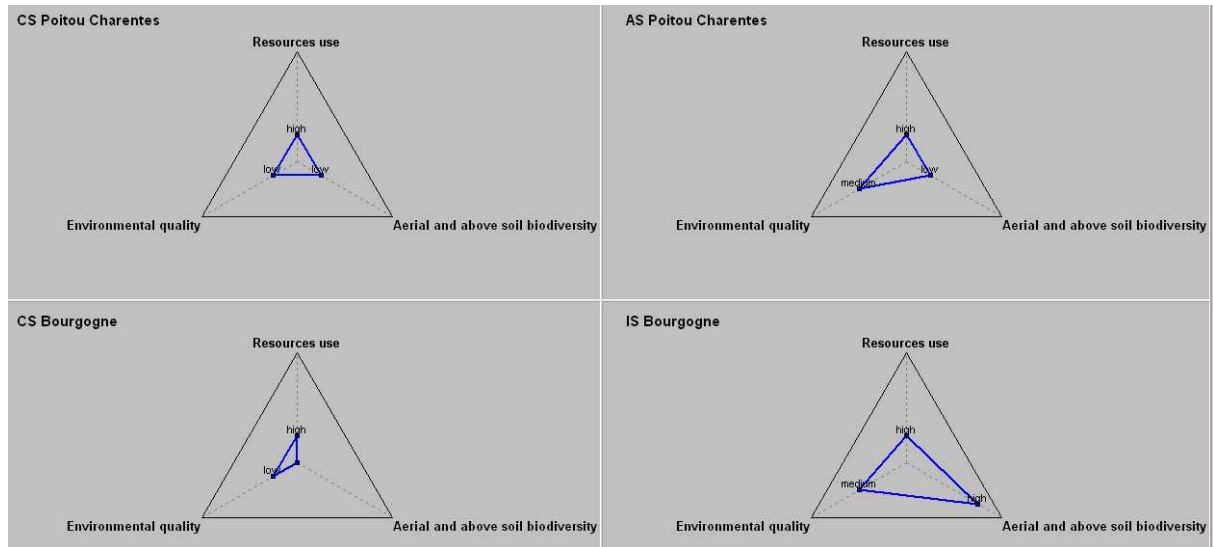 CS Poitou Charentes
Resources use
high
low low
Environmental quality Aerial and above soil biodiversity
AS Poitou Charentes
Resources use
high
low
medium
Environmental quality Aerial and above soil biodiversity
CS Bourgogne
Resources use
high
low
Environmental quality Aerial and above soil biodiversity
IS Bourgogne
Resources use
high
medium
high
Environmental quality Aerial and above soil biodiversity